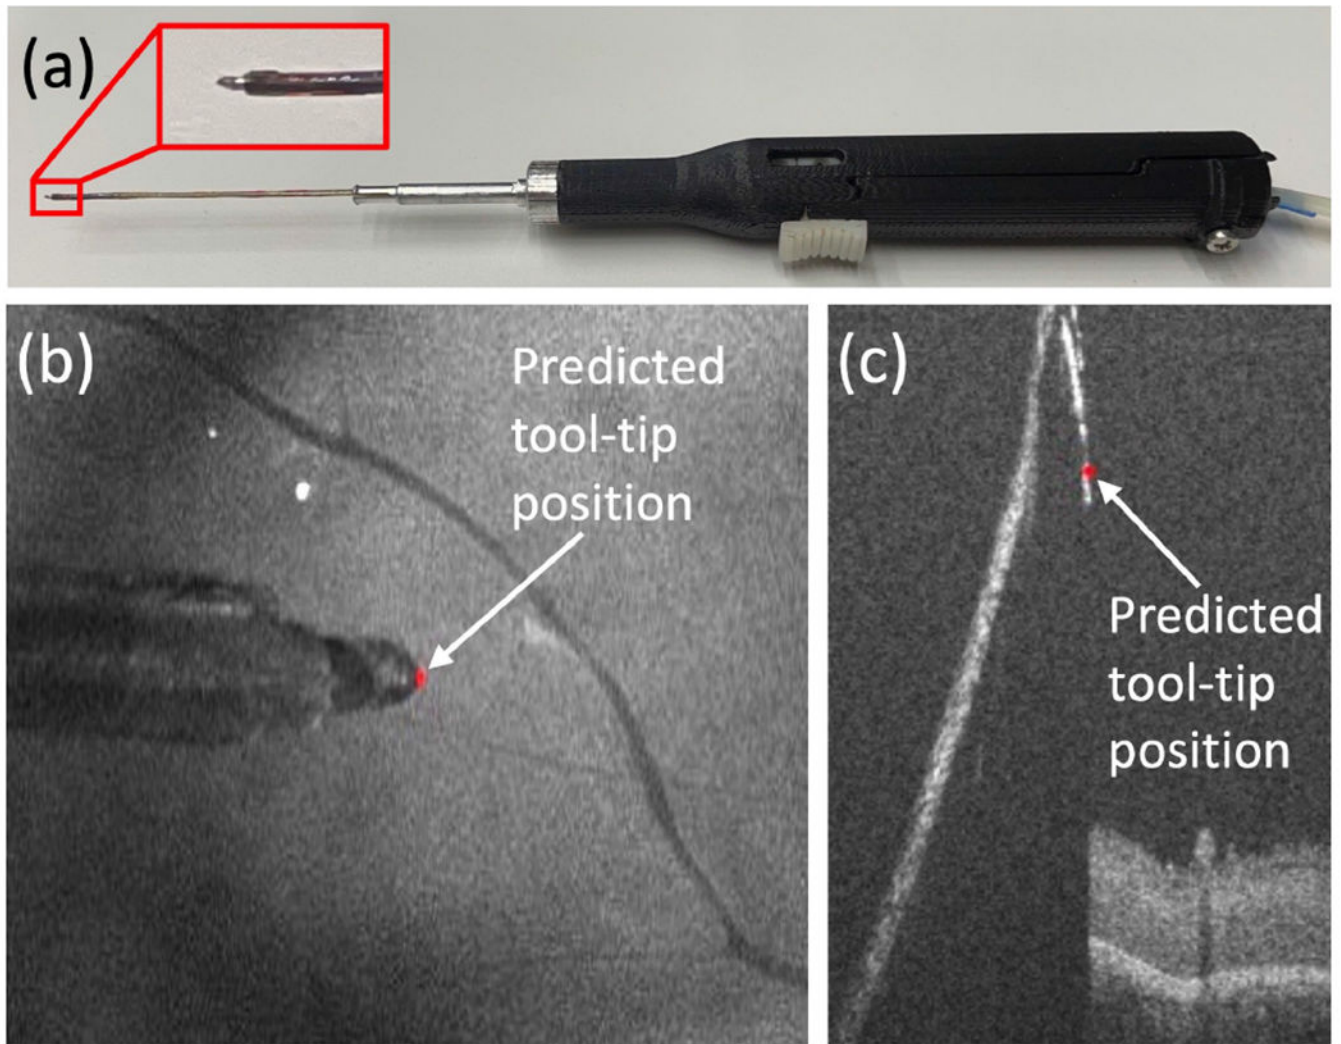 (a)
(b)
Predicted
tool-tip
position
(c)
Predicted
tool-tip
position